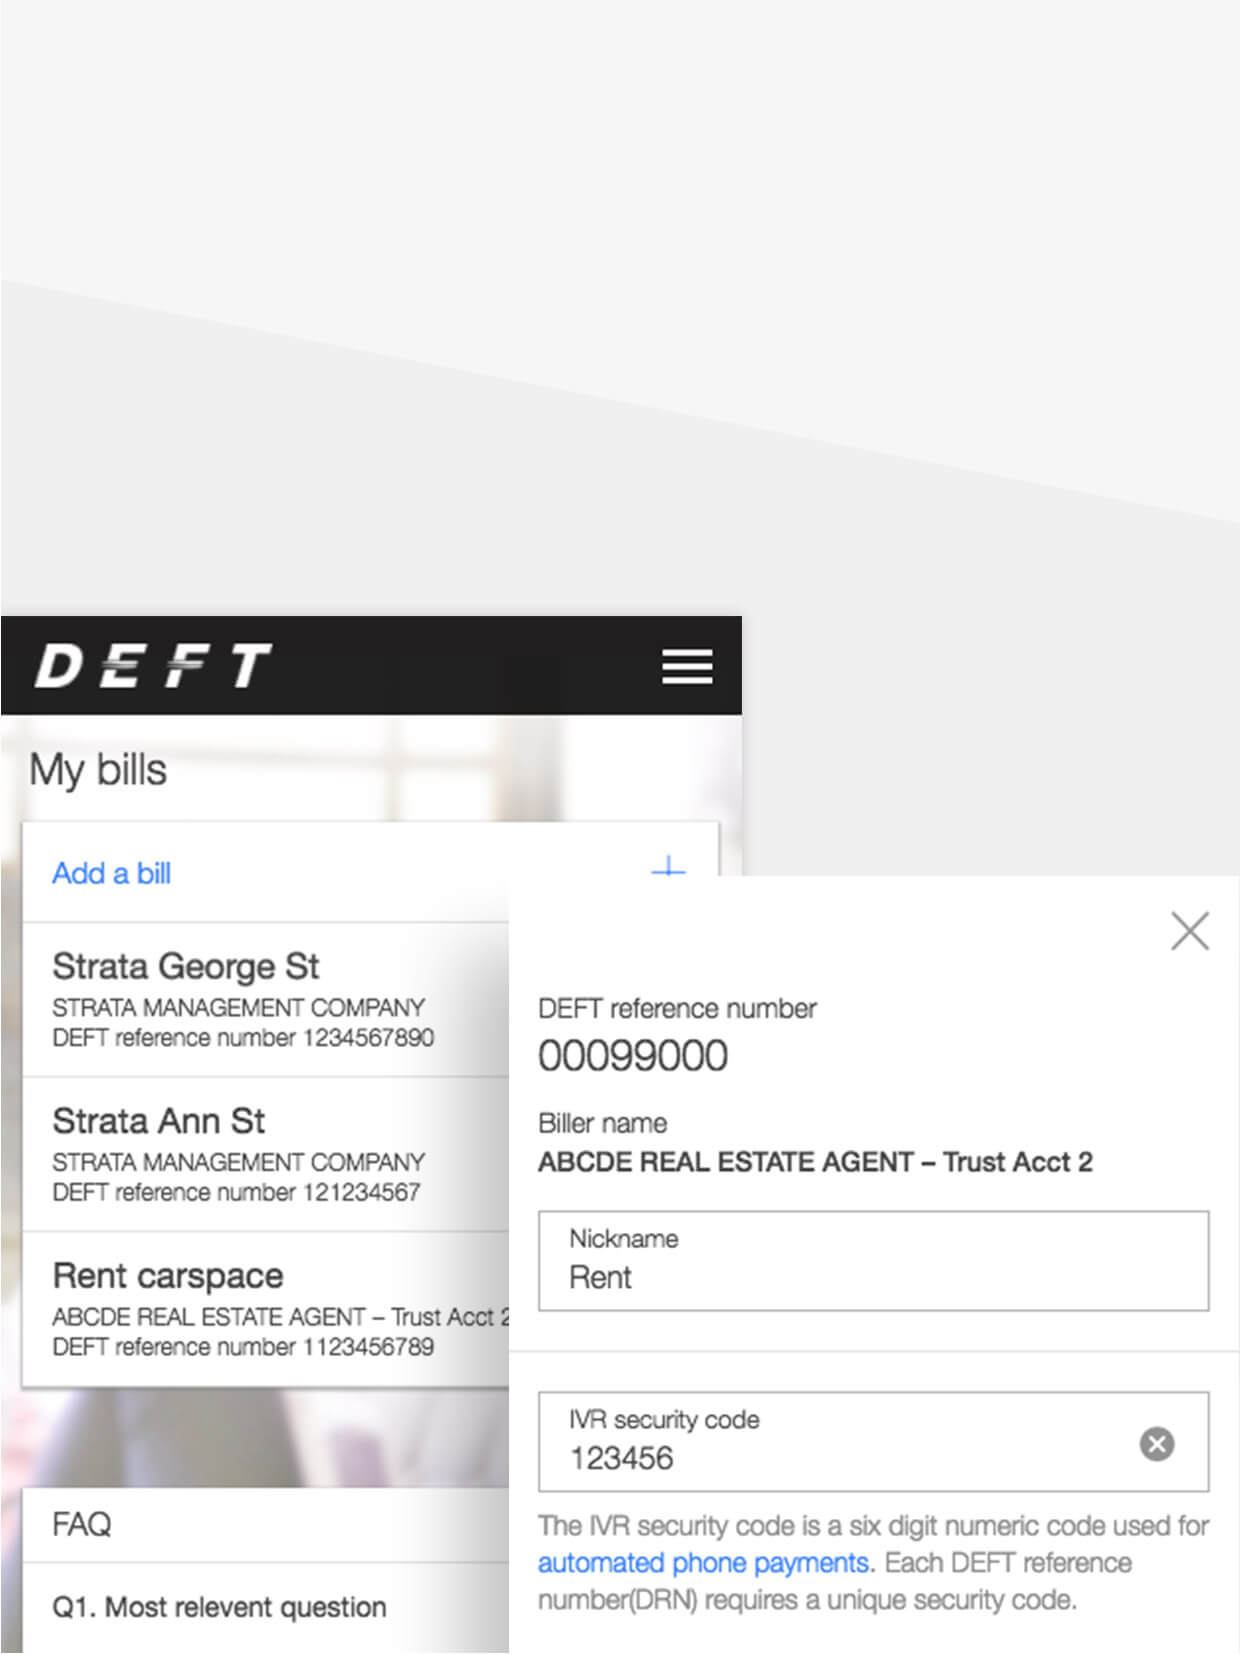 DEFT
My bills
Add a bill
Strata George St
STRATA MANAGEMENT COMPANY
DEFT reference number 1234567890
Strata Ann St
STRATA MANAGEMENT COMPANY
DEFT reference number 121234567
Rent carspace
ABCDE REAL ESTATE AGENT – Trust Acct 2
DEFT reference number 1123456789
FAQ
Q1. Most relevent question
DEFT reference number
00099000
Biller name
ABCDE REAL ESTATE AGENT – Trust Acct 2
Nickname
Rent
IVR security code
123456
The IVR security code is a six digit numeric code used for
automated phone payments. Each DEFT reference
number(DRN) requires a unique security code.